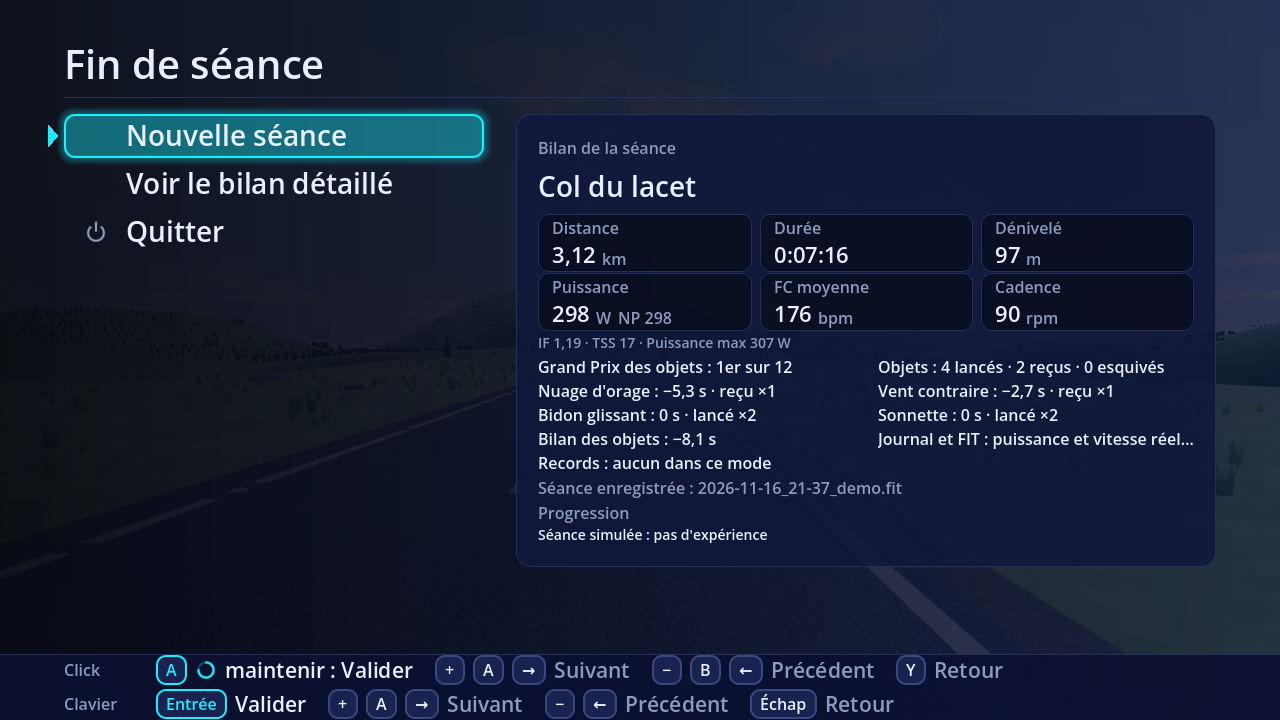 Fin de séance
Nouvelle séance
Voir le bilan détaillé
Quitter
Bilan de la séance
Col du lacet
Distance
3,12 km
Durée
0:07:16
Dénivelé
97 m
Puissance
298 W NP 298
FC moyenne
176 bpm
Cadence
90 rpm
IF 1,19 · TSS 17 · Puissance max 307 W
Grand Prix des objets : 1er sur 12
Objets : 4 lancés · 2 reçus · 0 esquivés
Nuage d'orage : −5,3 s · reçu ×1
Vent contraire : −2,7 s · reçu ×1
Bidon glissant : 0 s · lancé ×2
Sonnette : 0 s · lancé ×2
Bilan des objets : −8,1 s
Journal et FIT : puissance et vitesse réel...
Records : aucun dans ce mode
Séance enregistrée : 2026-11-16_21-37_demo.fit
Progression
Séance simulée : pas d'expérience
Click A maintenir : Valider + A → Suivant − B ← Précédent Y Retour
Clavier Entrée Valider + A → Suivant − ← Précédent Échap Retour